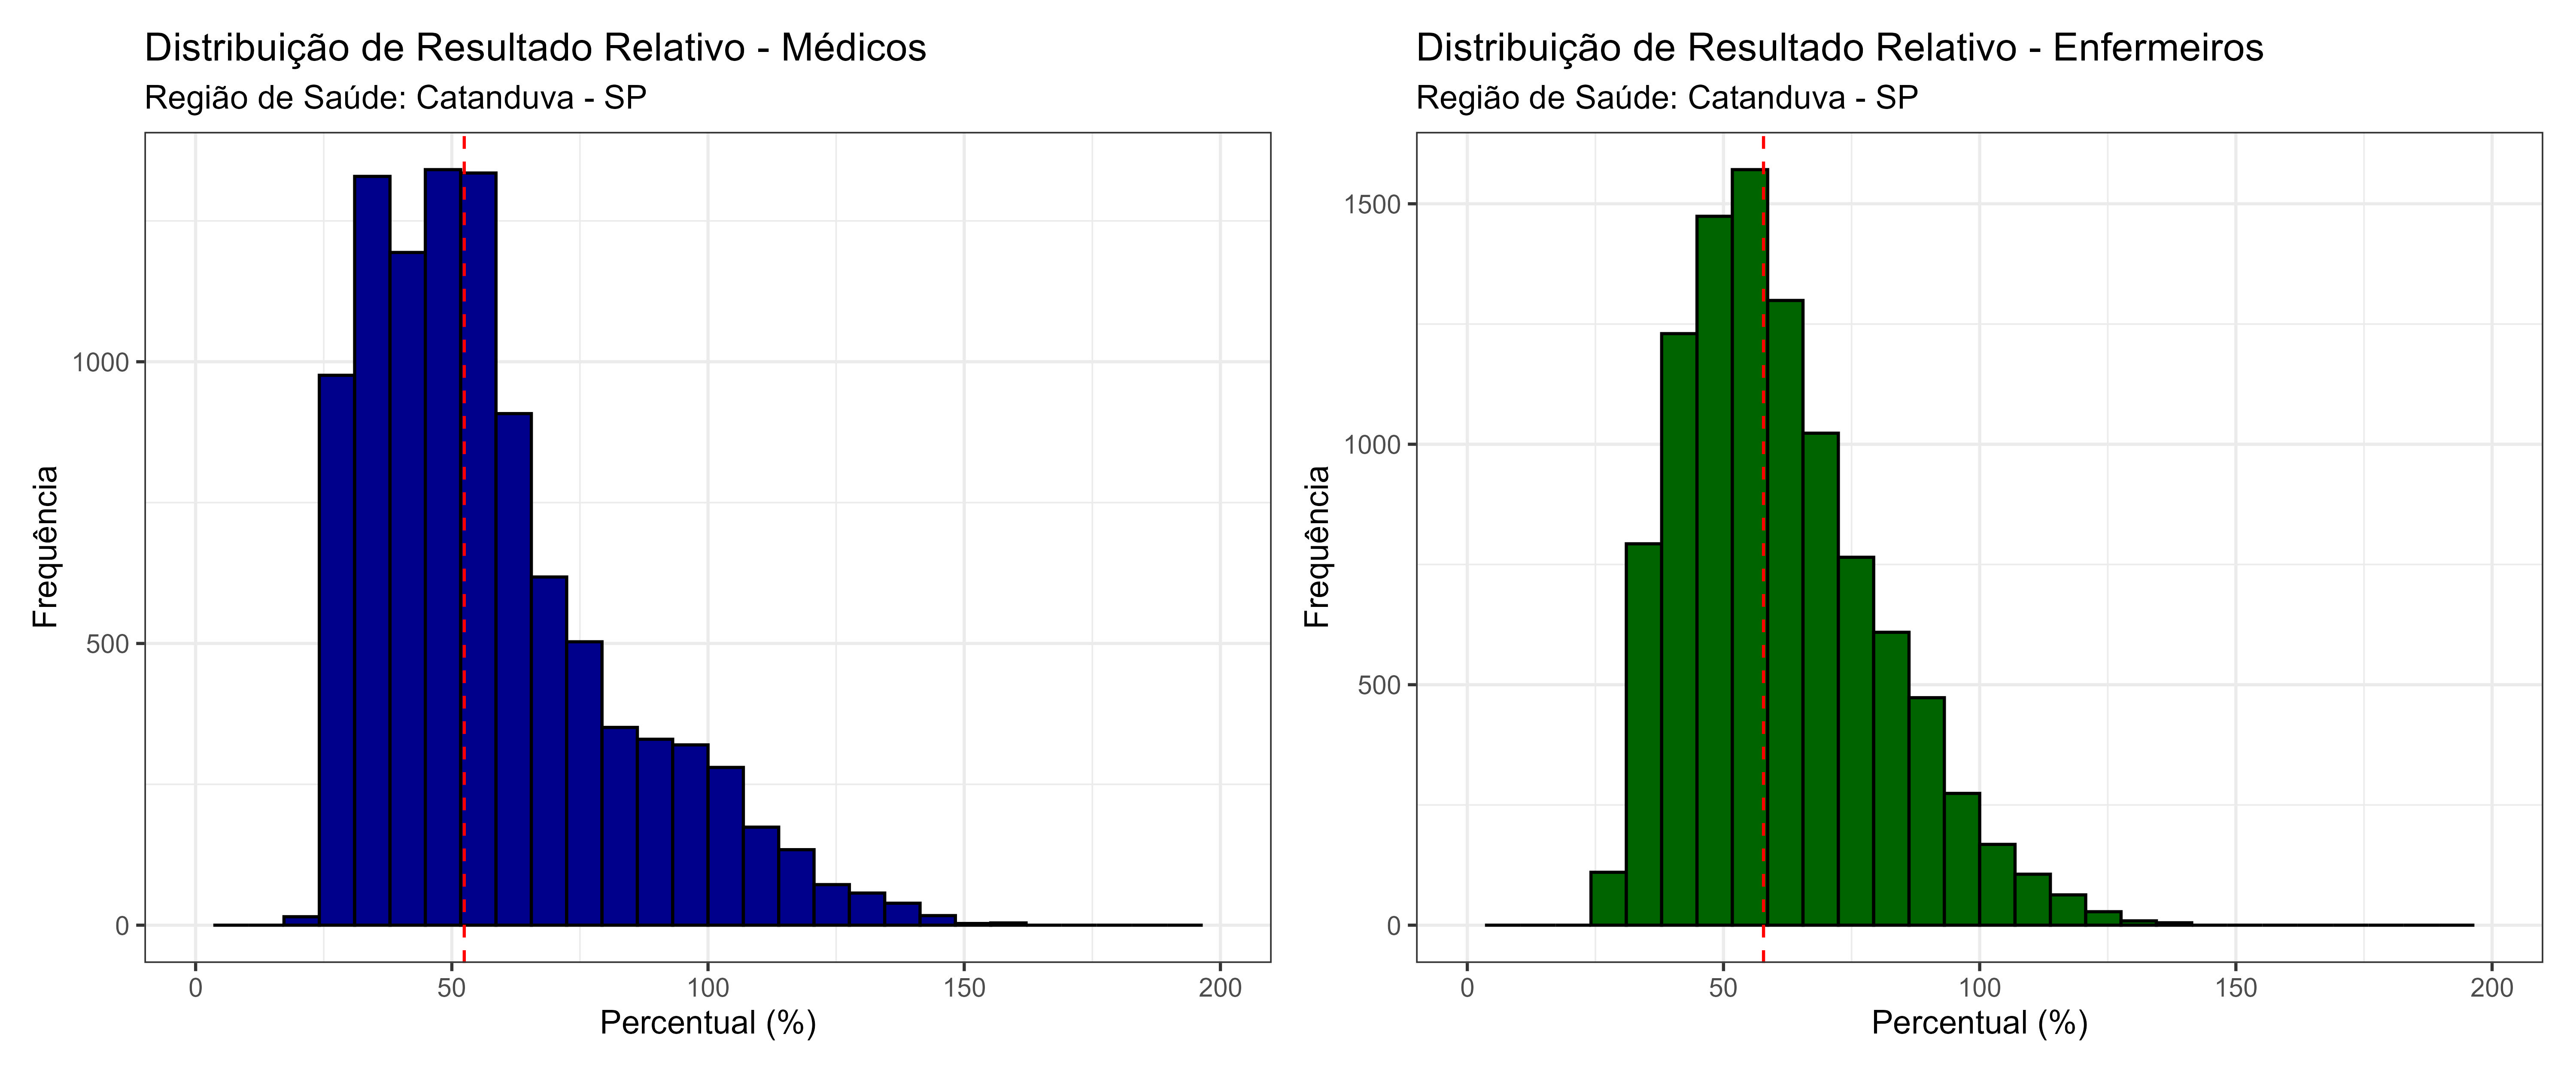 Distribuição de Resultado Relativo - Médicos
Região de Saúde: Catanduva - SP
Frequência
1000
500
0
0 50 100 150 200
Percentual (%)
Distribuição de Resultado Relativo - Enfermeiros
Região de Saúde: Catanduva - SP
Frequência
1500
1000
500
0
0 50 100 150 200
Percentual (%)